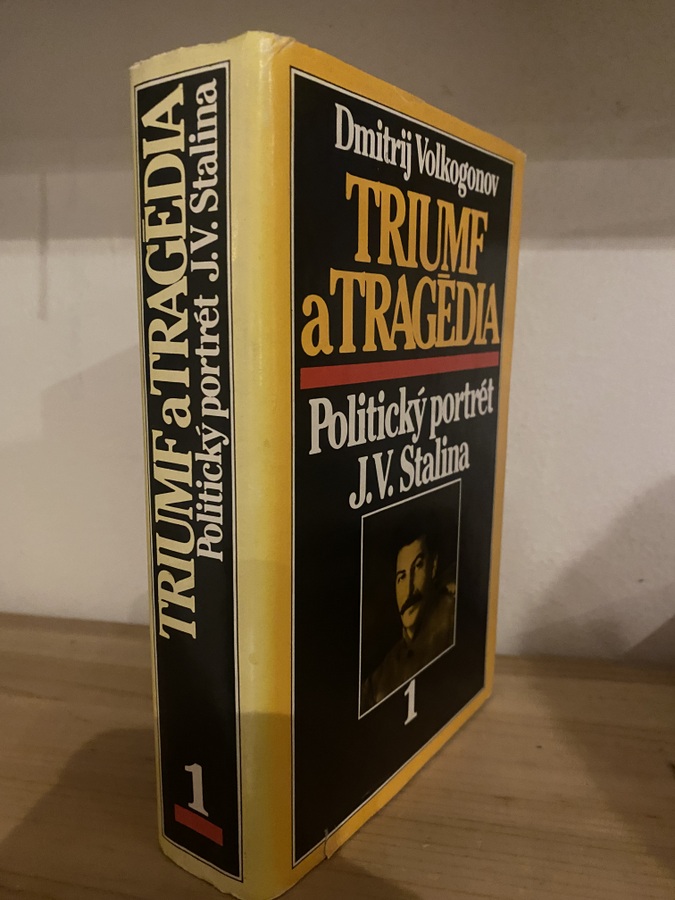 TRIUMF a TRAGÉDIA
Politický portrét J.V. Stalina
1
Dmitrij Volkogonov
TRIUMF
a TRAGÉDIA
Politický portrét
J.V. Stalina
1